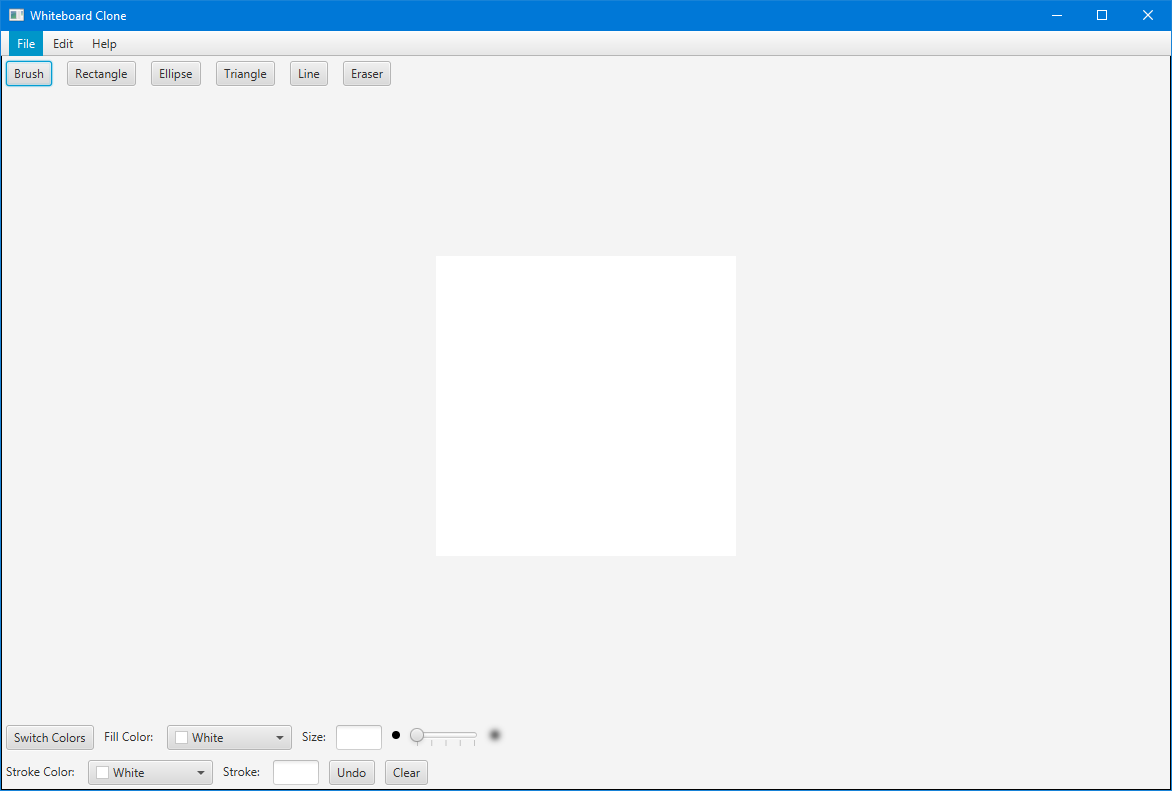 Whiteboard Clone
File Edit Help
Brush Rectangle Ellipse Triangle Line Eraser
Switch Colors Fill Color: White Size:
Stroke Color: White Stroke: Undo Clear